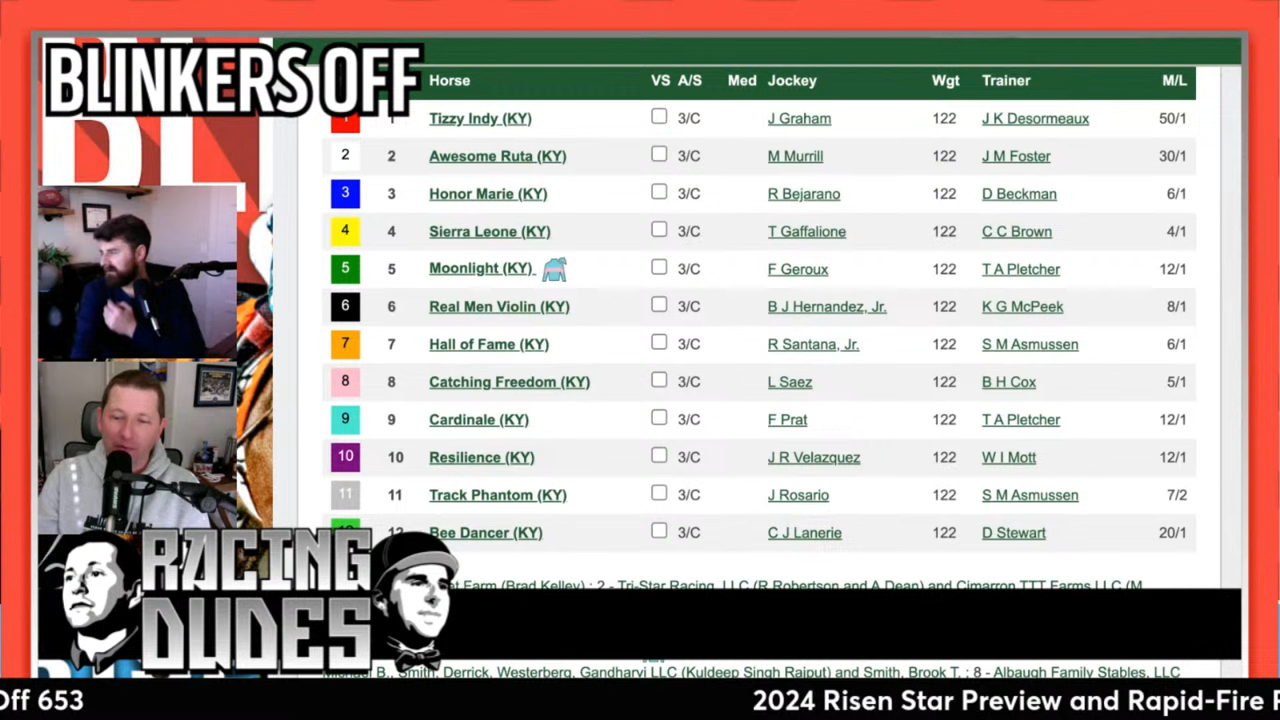 BLINKERS OFF
Horse VS A/S Med Jockey Wgt Trainer M/L
1 Tizzy Indy (KY) 3/C J Graham 122 J K Desormeaux 50/1
2 2 Awesome Ruta (KY) 3/C M Murrill 122 J M Foster 30/1
3 3 Honor Marie (KY) 3/C R Bejarano 122 D Beckman 6/1
4 4 Sierra Leone (KY) 3/C T Gaffalione 122 C C Brown 4/1
5 5 Moonlight (KY) 3/C F Geroux 122 T A Pletcher 12/1
6 6 Real Men Violin (KY) 3/C B J Hernandez, Jr. 122 K G McPeek 8/1
7 7 Hall of Fame (KY) 3/C R Santana, Jr. 122 S M Asmussen 6/1
8 8 Catching Freedom (KY) 3/C L Saez 122 B H Cox 5/1
9 9 Cardinale (KY) 3/C F Prat 122 T A Pletcher 12/1
10 10 Resilience (KY) 3/C J R Velazquez 122 W I Mott 12/1
11 11 Track Phantom (KY) 3/C J Rosario 122 S M Asmussen 7/2
12 Bee Dancer (KY) 3/C C J Lanerie 122 D Stewart 20/1
Farm (Brad Kelley) ; 2 - Tri-Star Racing, LLC (R Robertson and A Dean) and Cimarron TTT Farms LLC (M
RACING
DUDES
B., Smith, Derrick, Westerberg, Gandharvi LLC (Kuldeep Singh Rajput) and Smith, Brook T. ; 8 - Albaugh Family Stables, LLC
Off 653 2024 Risen Star Preview and Rapid-Fire